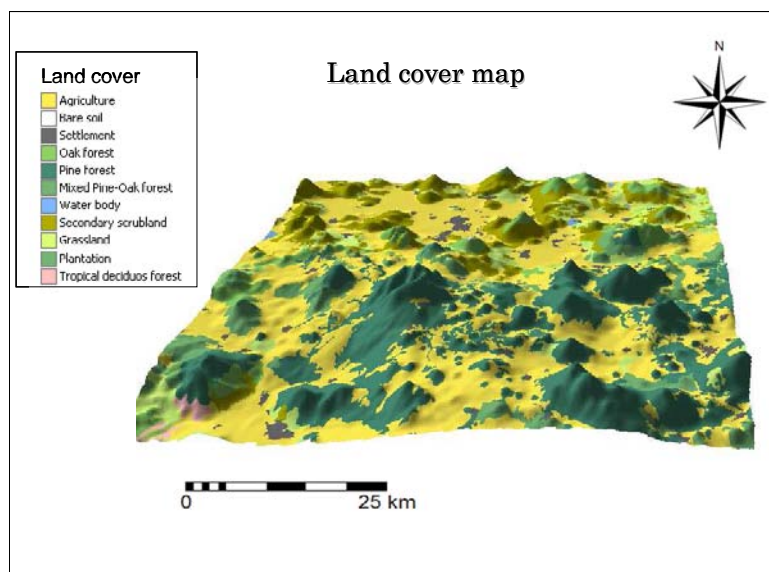 Land cover map
N
Land cover
Agriculture
Bare soil
Settlement
Oak forest
Pine forest
Mixed Pine-Oak forest
Water body
Secondary scrubland
Grassland
Plantation
Tropical deciduos forest
0 25 km